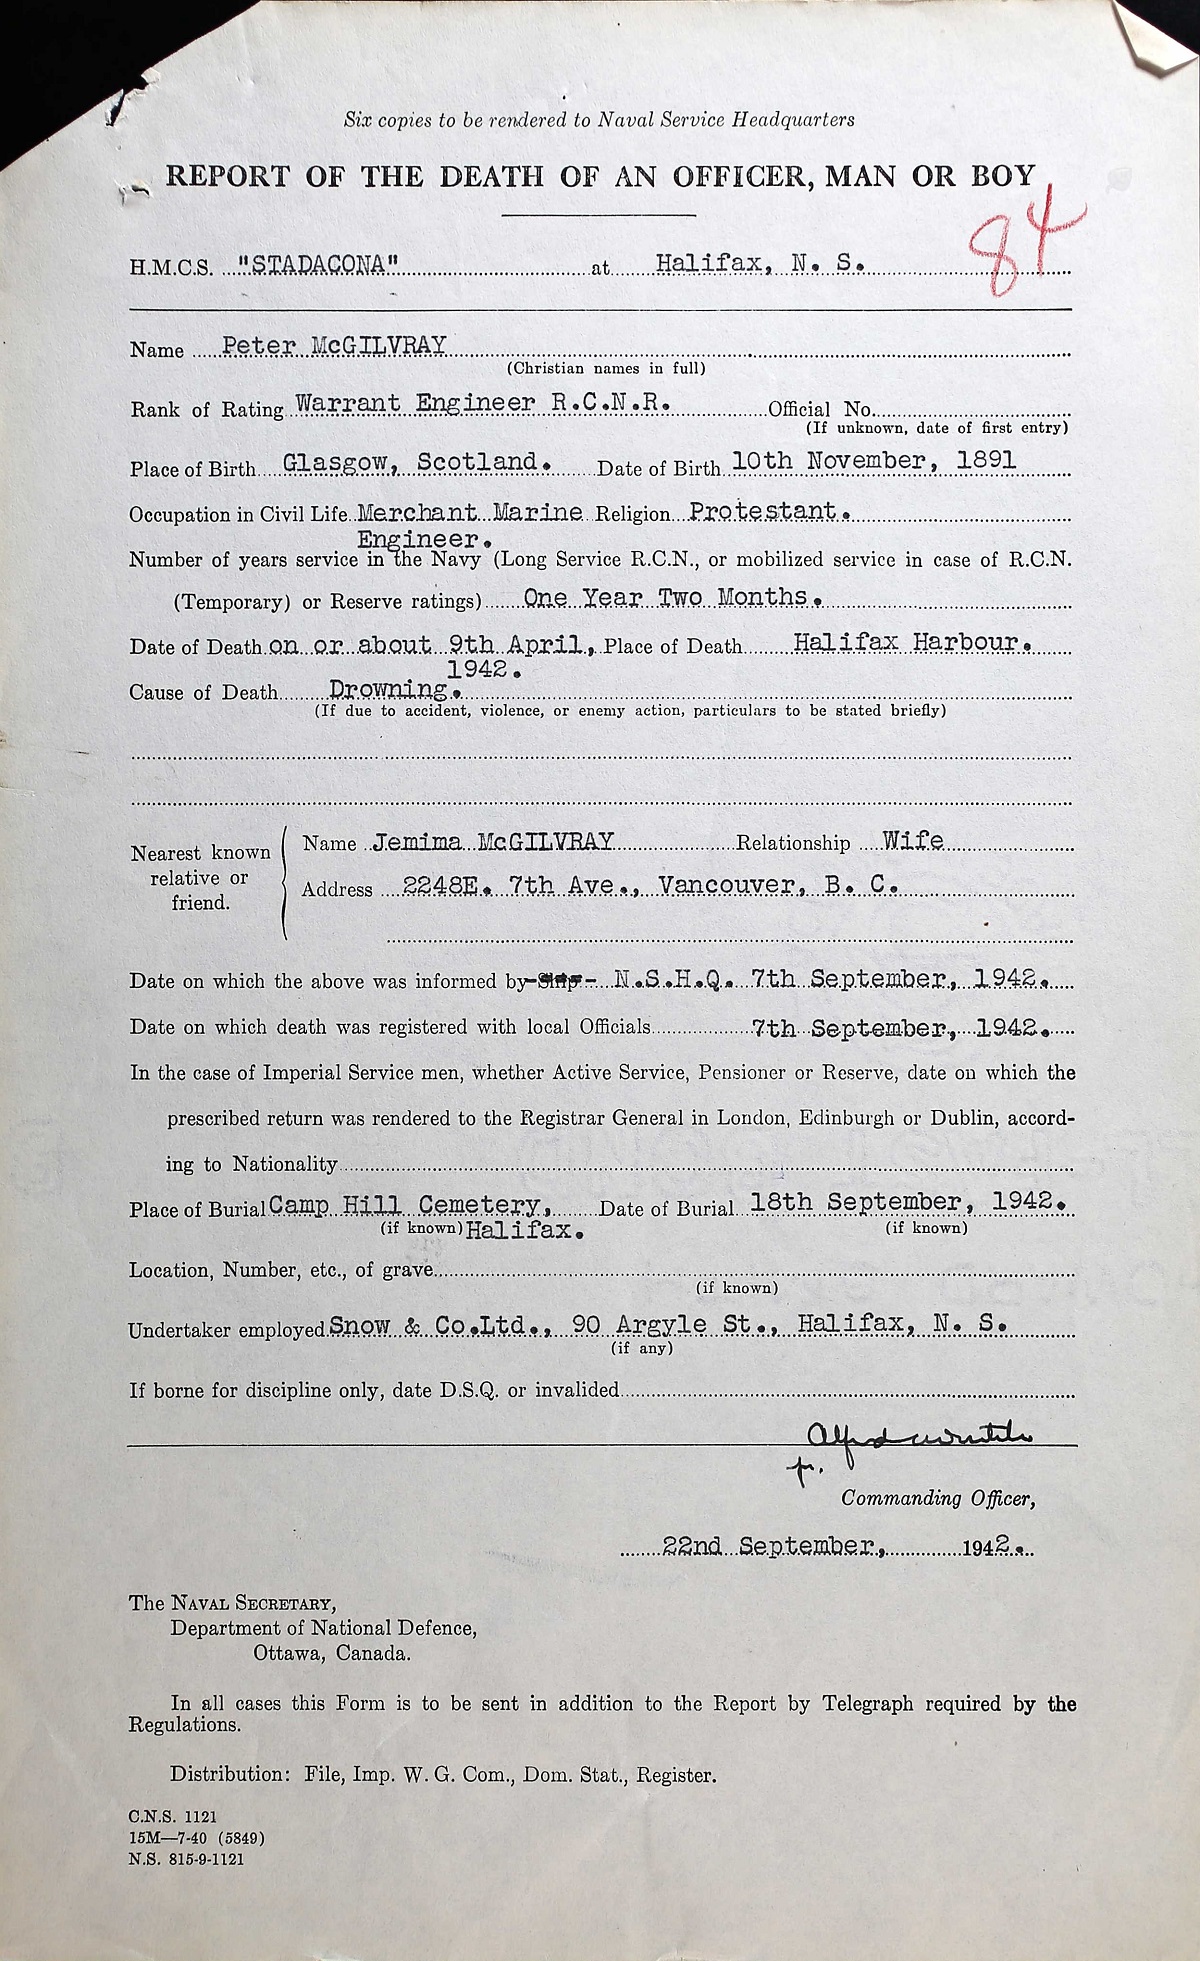 Six copies to be rendered to Naval Service Headquarters
REPORT OF THE DEATH OF AN OFFICER, MAN OR BOY
84
H.M.C.S. "STADACONA" at Halifax, N. S.
Name Peter McGILVRAY
(Christian names in full)
Rank of Rating Warrant Engineer R.C.N.R. Official No.
(If unknown, date of first entry)
Place of Birth Glasgow, Scotland. Date of Birth 10th November, 1891
Occupation in Civil Life Merchant Marine Religion Protestant.
Engineer.
Number of years service in the Navy (Long Service R.C.N., or mobilized service in case of R.C.N.
(Temporary) or Reserve ratings) One Year Two Months.
Date of Death on or about 9th April, Place of Death Halifax Harbour.
1942.
Cause of Death Drowning.
(If due to accident, violence, or enemy action, particulars to be stated briefly)
Name Jemima McGILVRAY Relationship Wife
Nearest known
relative or
friend.
Address 2248E. 7th Ave., Vancouver, B. C.
Date on which the above was informed by Ship N.S.H.Q. 7th September, 1942.
Date on which death was registered with local Officials 7th September, 1942.
In the case of Imperial Service men, whether Active Service, Pensioner or Reserve, date on which the
prescribed return was rendered to the Registrar General in London, Edinburgh or Dublin, accord-
ing to Nationality
Place of Burial Camp Hill Cemetery, Date of Burial 18th September, 1942.
(if known) Halifax. (if known)
Location, Number, etc., of grave
(if known)
Undertaker employed Snow & Co.Ltd., 90 Argyle St., Halifax, N. S.
(if any)
If borne for discipline only, date D.S.Q. or invalided
Commanding Officer,
22nd September, 1942.
The NAVAL SECRETARY,
Department of National Defence,
Ottawa, Canada.
In all cases this Form is to be sent in addition to the Report by Telegraph required by the
Regulations.
Distribution: File, Imp. W. G. Com., Dom. Stat., Register.
C.N.S. 1121
15M—7-40 (5849)
N.S. 815-9-1121